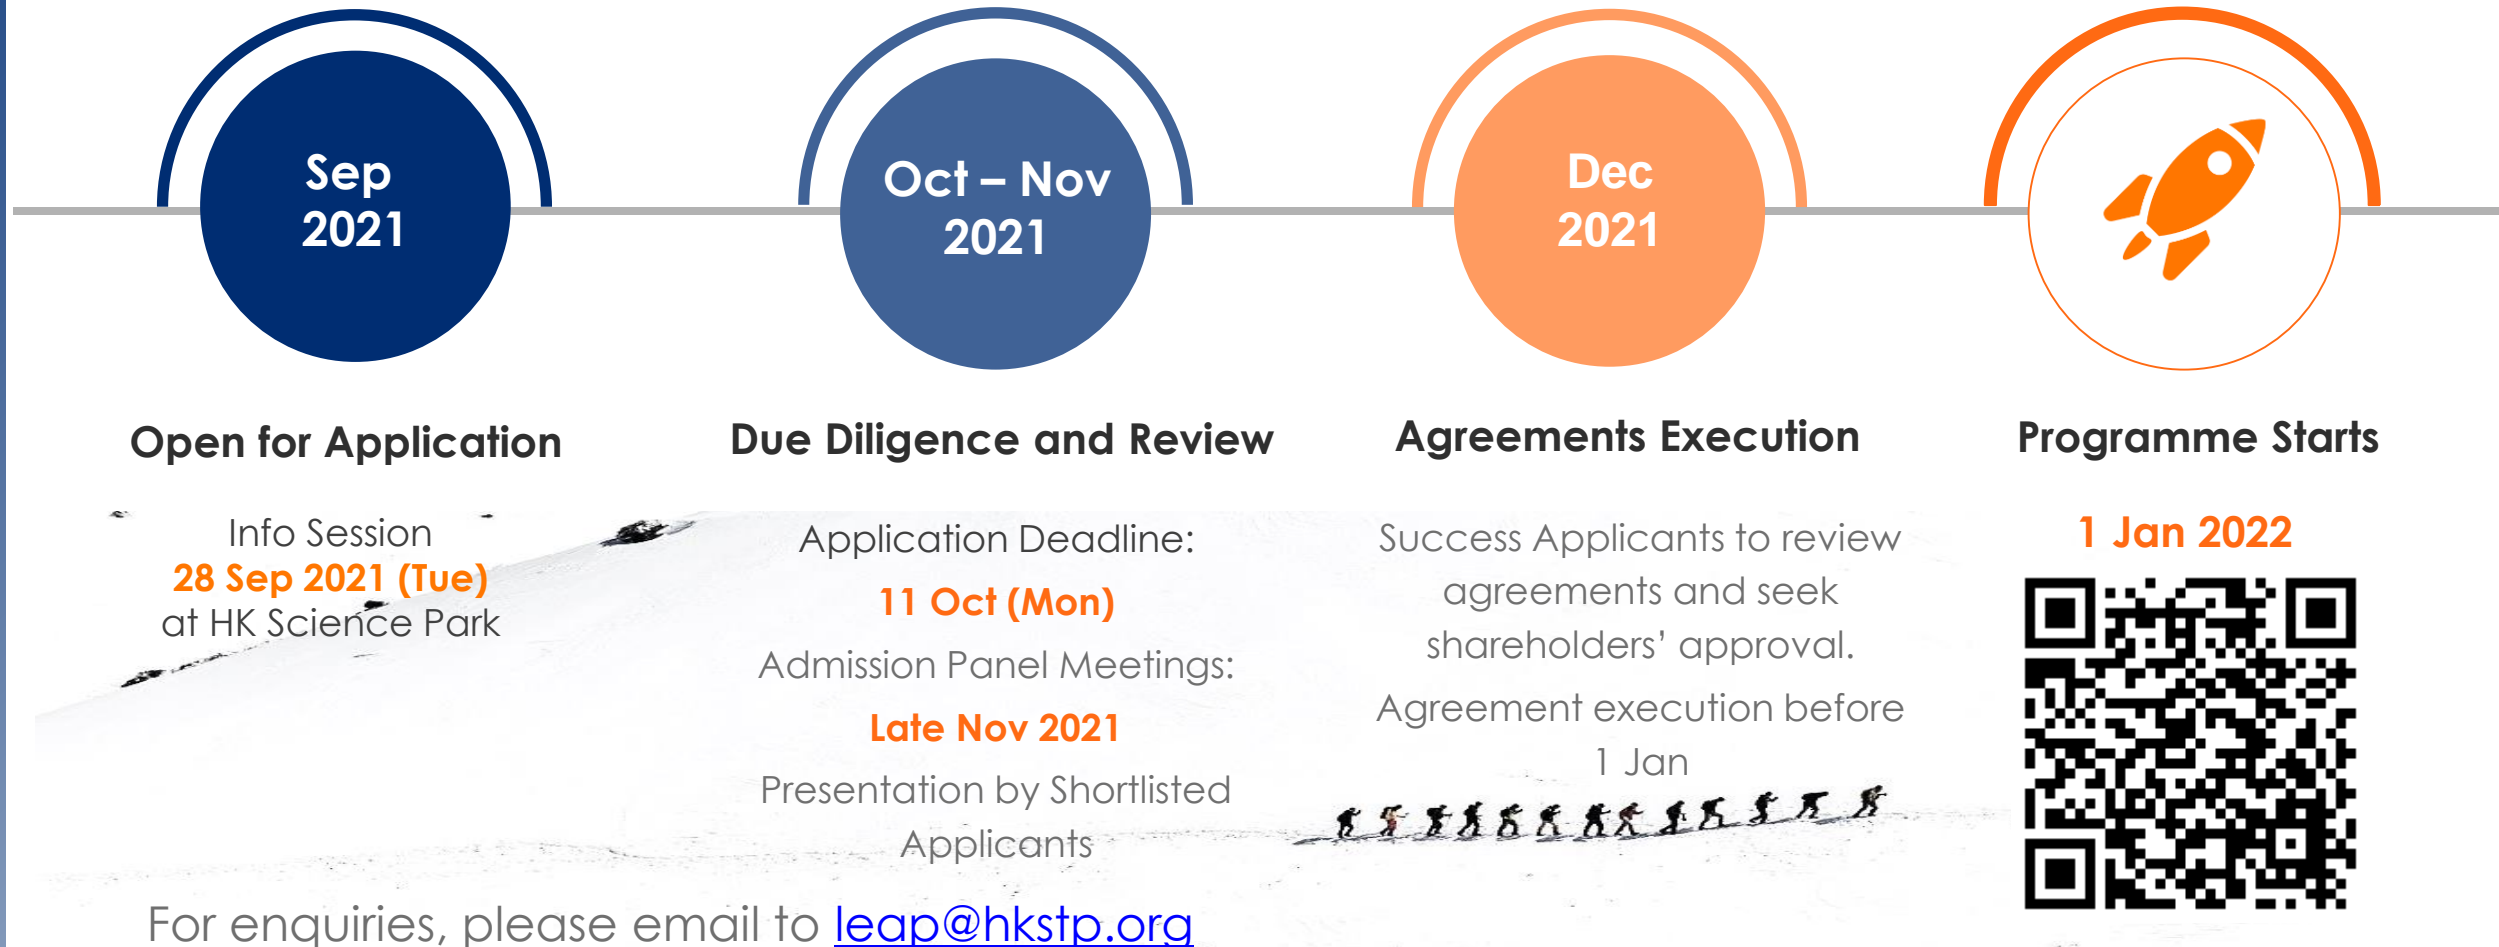 Sep
2021
Oct – Nov
2021
Dec
2021
Open for Application
Due Diligence and Review
Agreements Execution
Programme Starts
Info Session
28 Sep 2021 (Tue)
at HK Science Park
Application Deadline:
11 Oct (Mon)
Admission Panel Meetings:
Late Nov 2021
Presentation by Shortlisted
Applicants
Success Applicants to review
agreements and seek
shareholders’ approval.
Agreement execution before
1 Jan
1 Jan 2022
For enquiries, please email to leap@hkstp.org